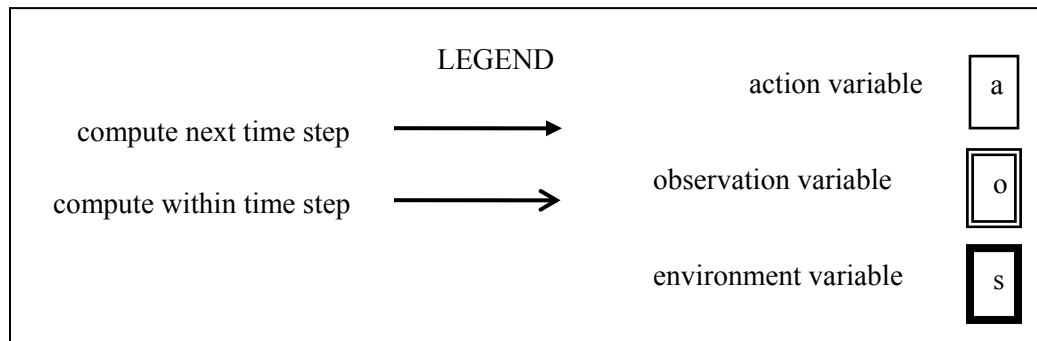 LEGEND
action variable a
compute next time step
observation variable o
compute within time step
environment variable s